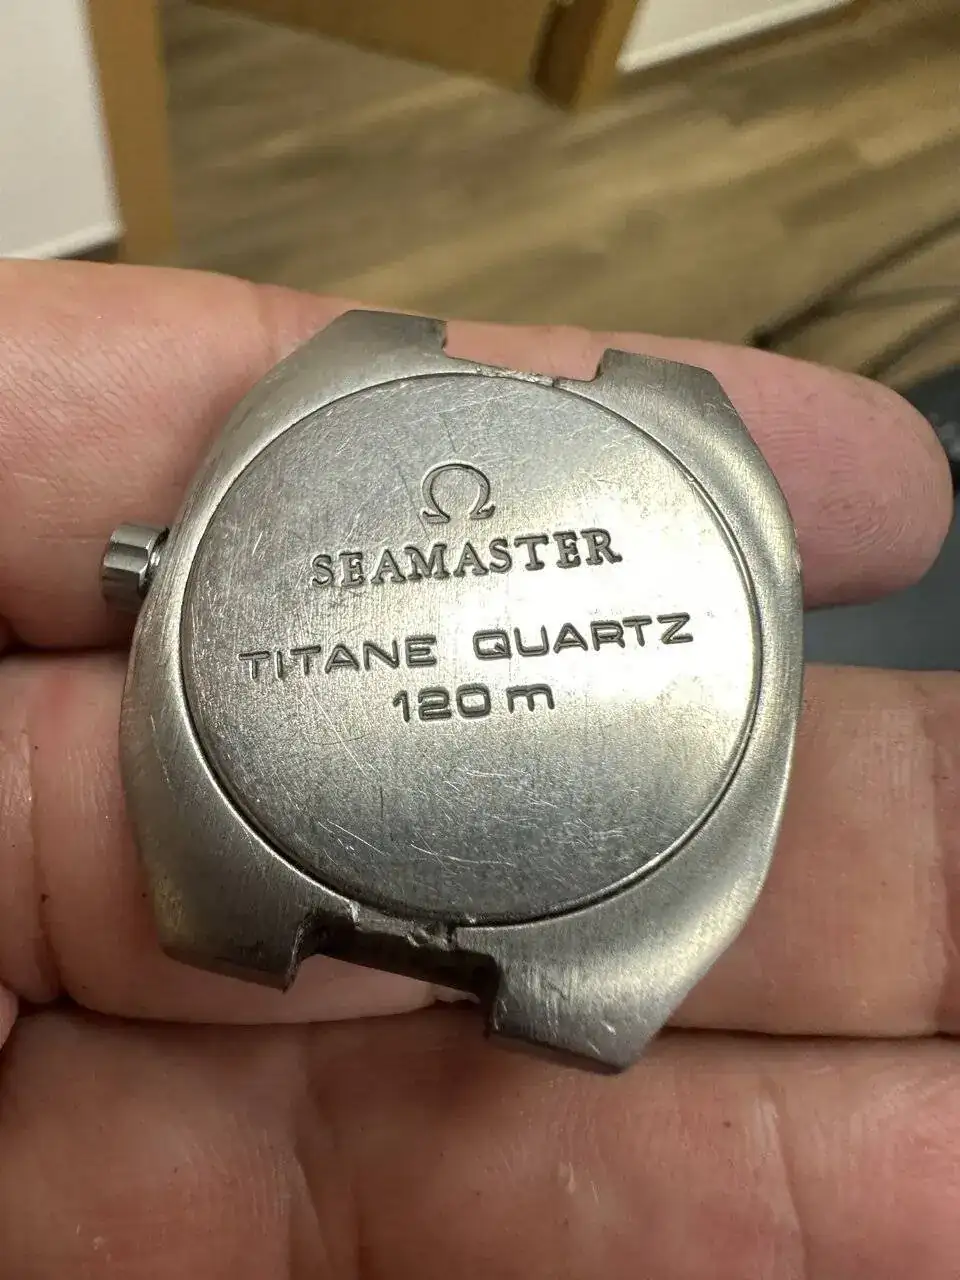 Ω
SEAMASTER
TITANE QUARTZ
120 m